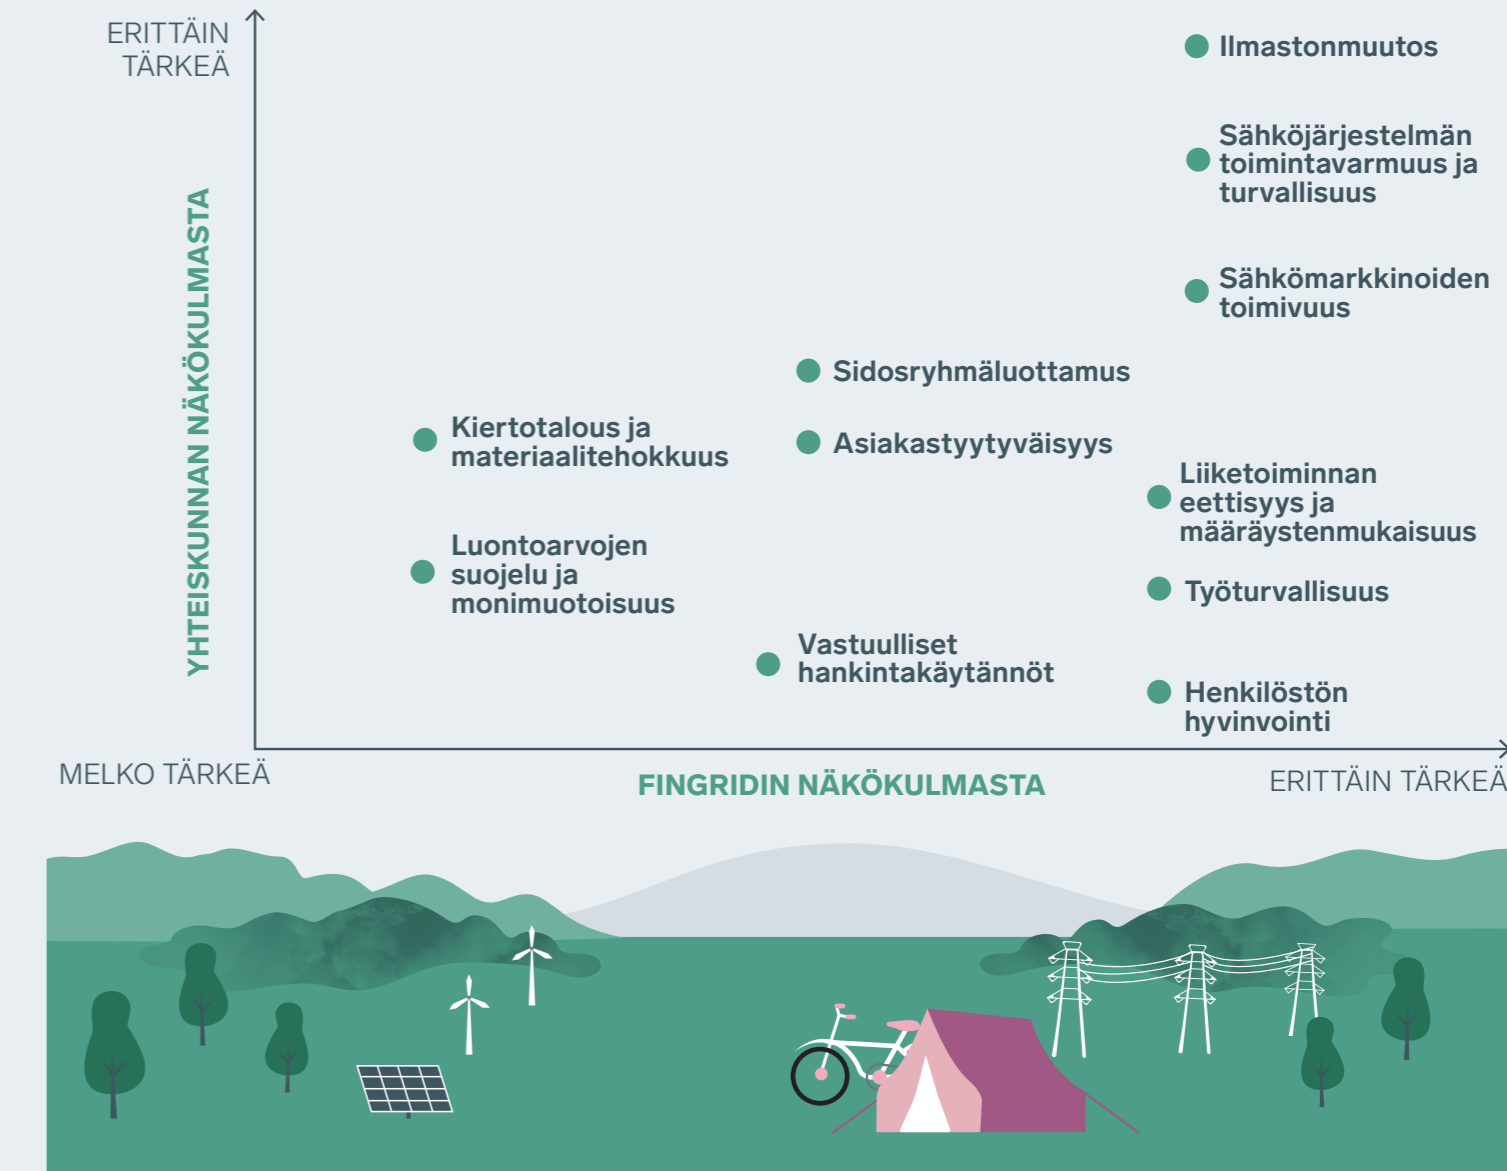 ERITTÄIN
TÄRKEÄ
YHTEISKUNNAN NÄKÖKULMASTA
Ilmastonmuutos
Sähköjärjestelmän
toimintavarmuus ja
turvallisuus
Sähkömarkkinoiden
toimivuus
Sidosryhmäluottamus
Asiakastyytyväisyys
Kiertotalous ja
materiaalitehokkuus
Luontoarvojen
suojelu ja
monimuotoisuus
Liiketoiminnan
eettisyys ja
määräystenmukaisuus
Työturvallisuus
Vastuulliset
hankintakäytännöt
Henkilöstön
hyvinvointi
MELKO TÄRKEÄ
FINGRIDIN NÄKÖKULMASTA
ERITTÄIN TÄRKEÄ